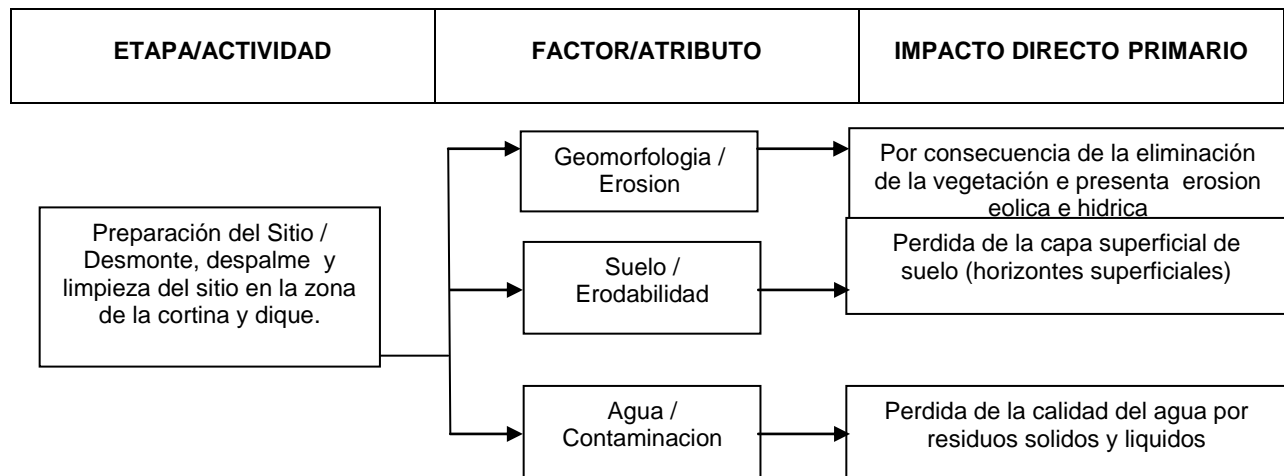 ETAPA/ACTIVIDAD
FACTOR/ATRIBUTO
IMPACTO DIRECTO PRIMARIO
Preparación del Sitio /
Desmonte, despalme y
limpieza del sitio en la zona
de la cortina y dique.
Geomorfologia /
Erosion
Por consecuencia de la eliminación
de la vegetación e presenta erosion
eolica e hidrica
Suelo /
Erodabilidad
Perdida de la capa superficial de
suelo (horizontes superficiales)
Agua /
Contaminacion
Perdida de la calidad del agua por
residuos solidos y liquidos